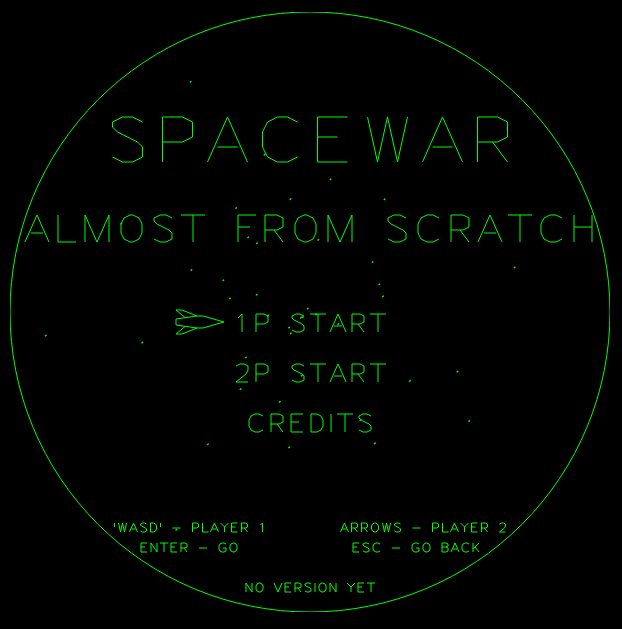 SPACEWAR
ALMOST FROM SCRATCH
1P START
2P START
CREDITS
'WASD' - PLAYER 1 ARROWS - PLAYER 2
ENTER - GO ESC - GO BACK
NO VERSION YET